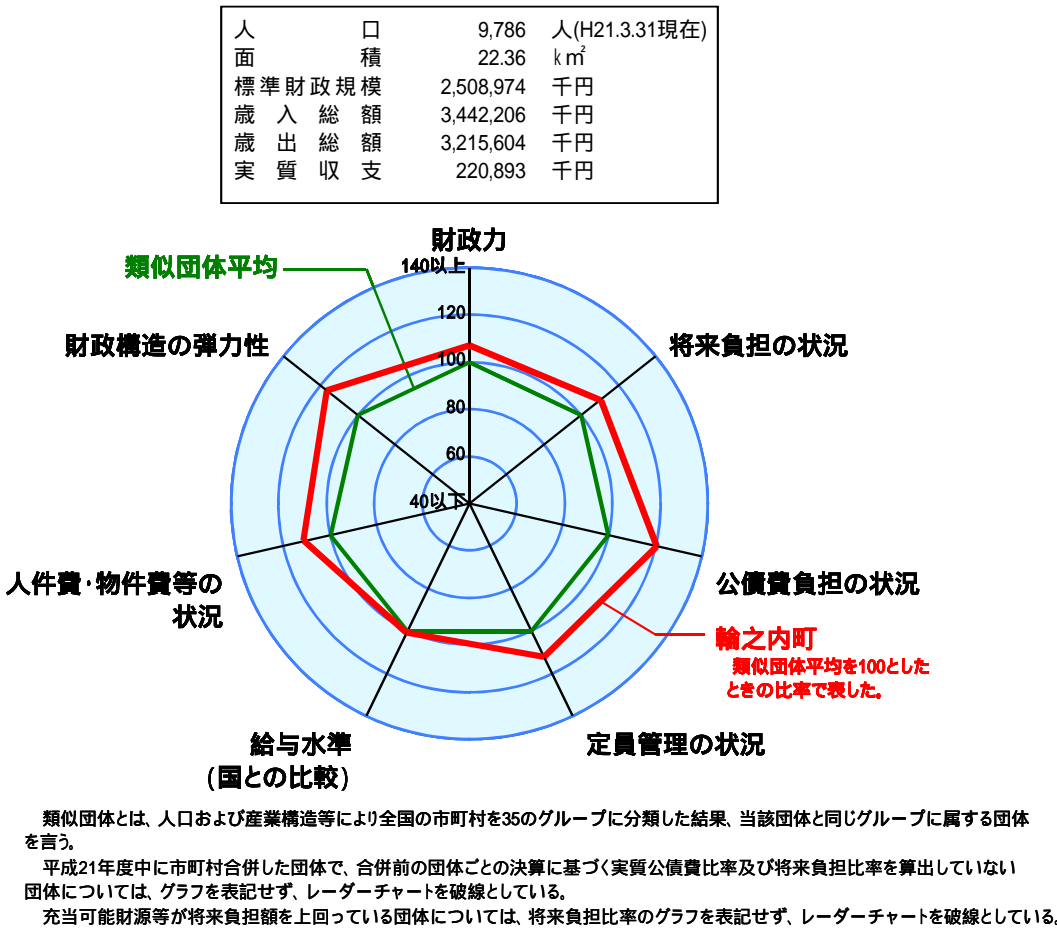 人口 9,786 人(H21.3.31現在)
面積 22.36 k㎡
標準財政規模 2,508,974 千円
歳入総額 3,442,206 千円
歳出総額 3,215,604 千円
実質収支 220,893 千円
財政力
類似団体平均
140以上
120
100
80
60
40以下
財政構造の弾力性
将来負担の状況
人件費・物件費等の
状況
公債費負担の状況
輪之内町
類似団体平均を100とした
ときの比率で表した。
給与水準
(国との比較)
定員管理の状況
類似団体とは、人口および産業構造等により全国の市町村を35のグループに分類した結果、当該団体と同じグループに属する団体
を言う。
平成21年度中に市町村合併した団体で、合併前の団体ごとの決算に基づく実質公債費比率及び将来負担比率を算出していない
団体については、グラフを表記せず、レーダーチャートを破線としている。
充当可能財源等が将来負担額を上回っている団体については、将来負担比率のグラフを表記せず、レーダーチャートを破線としている。